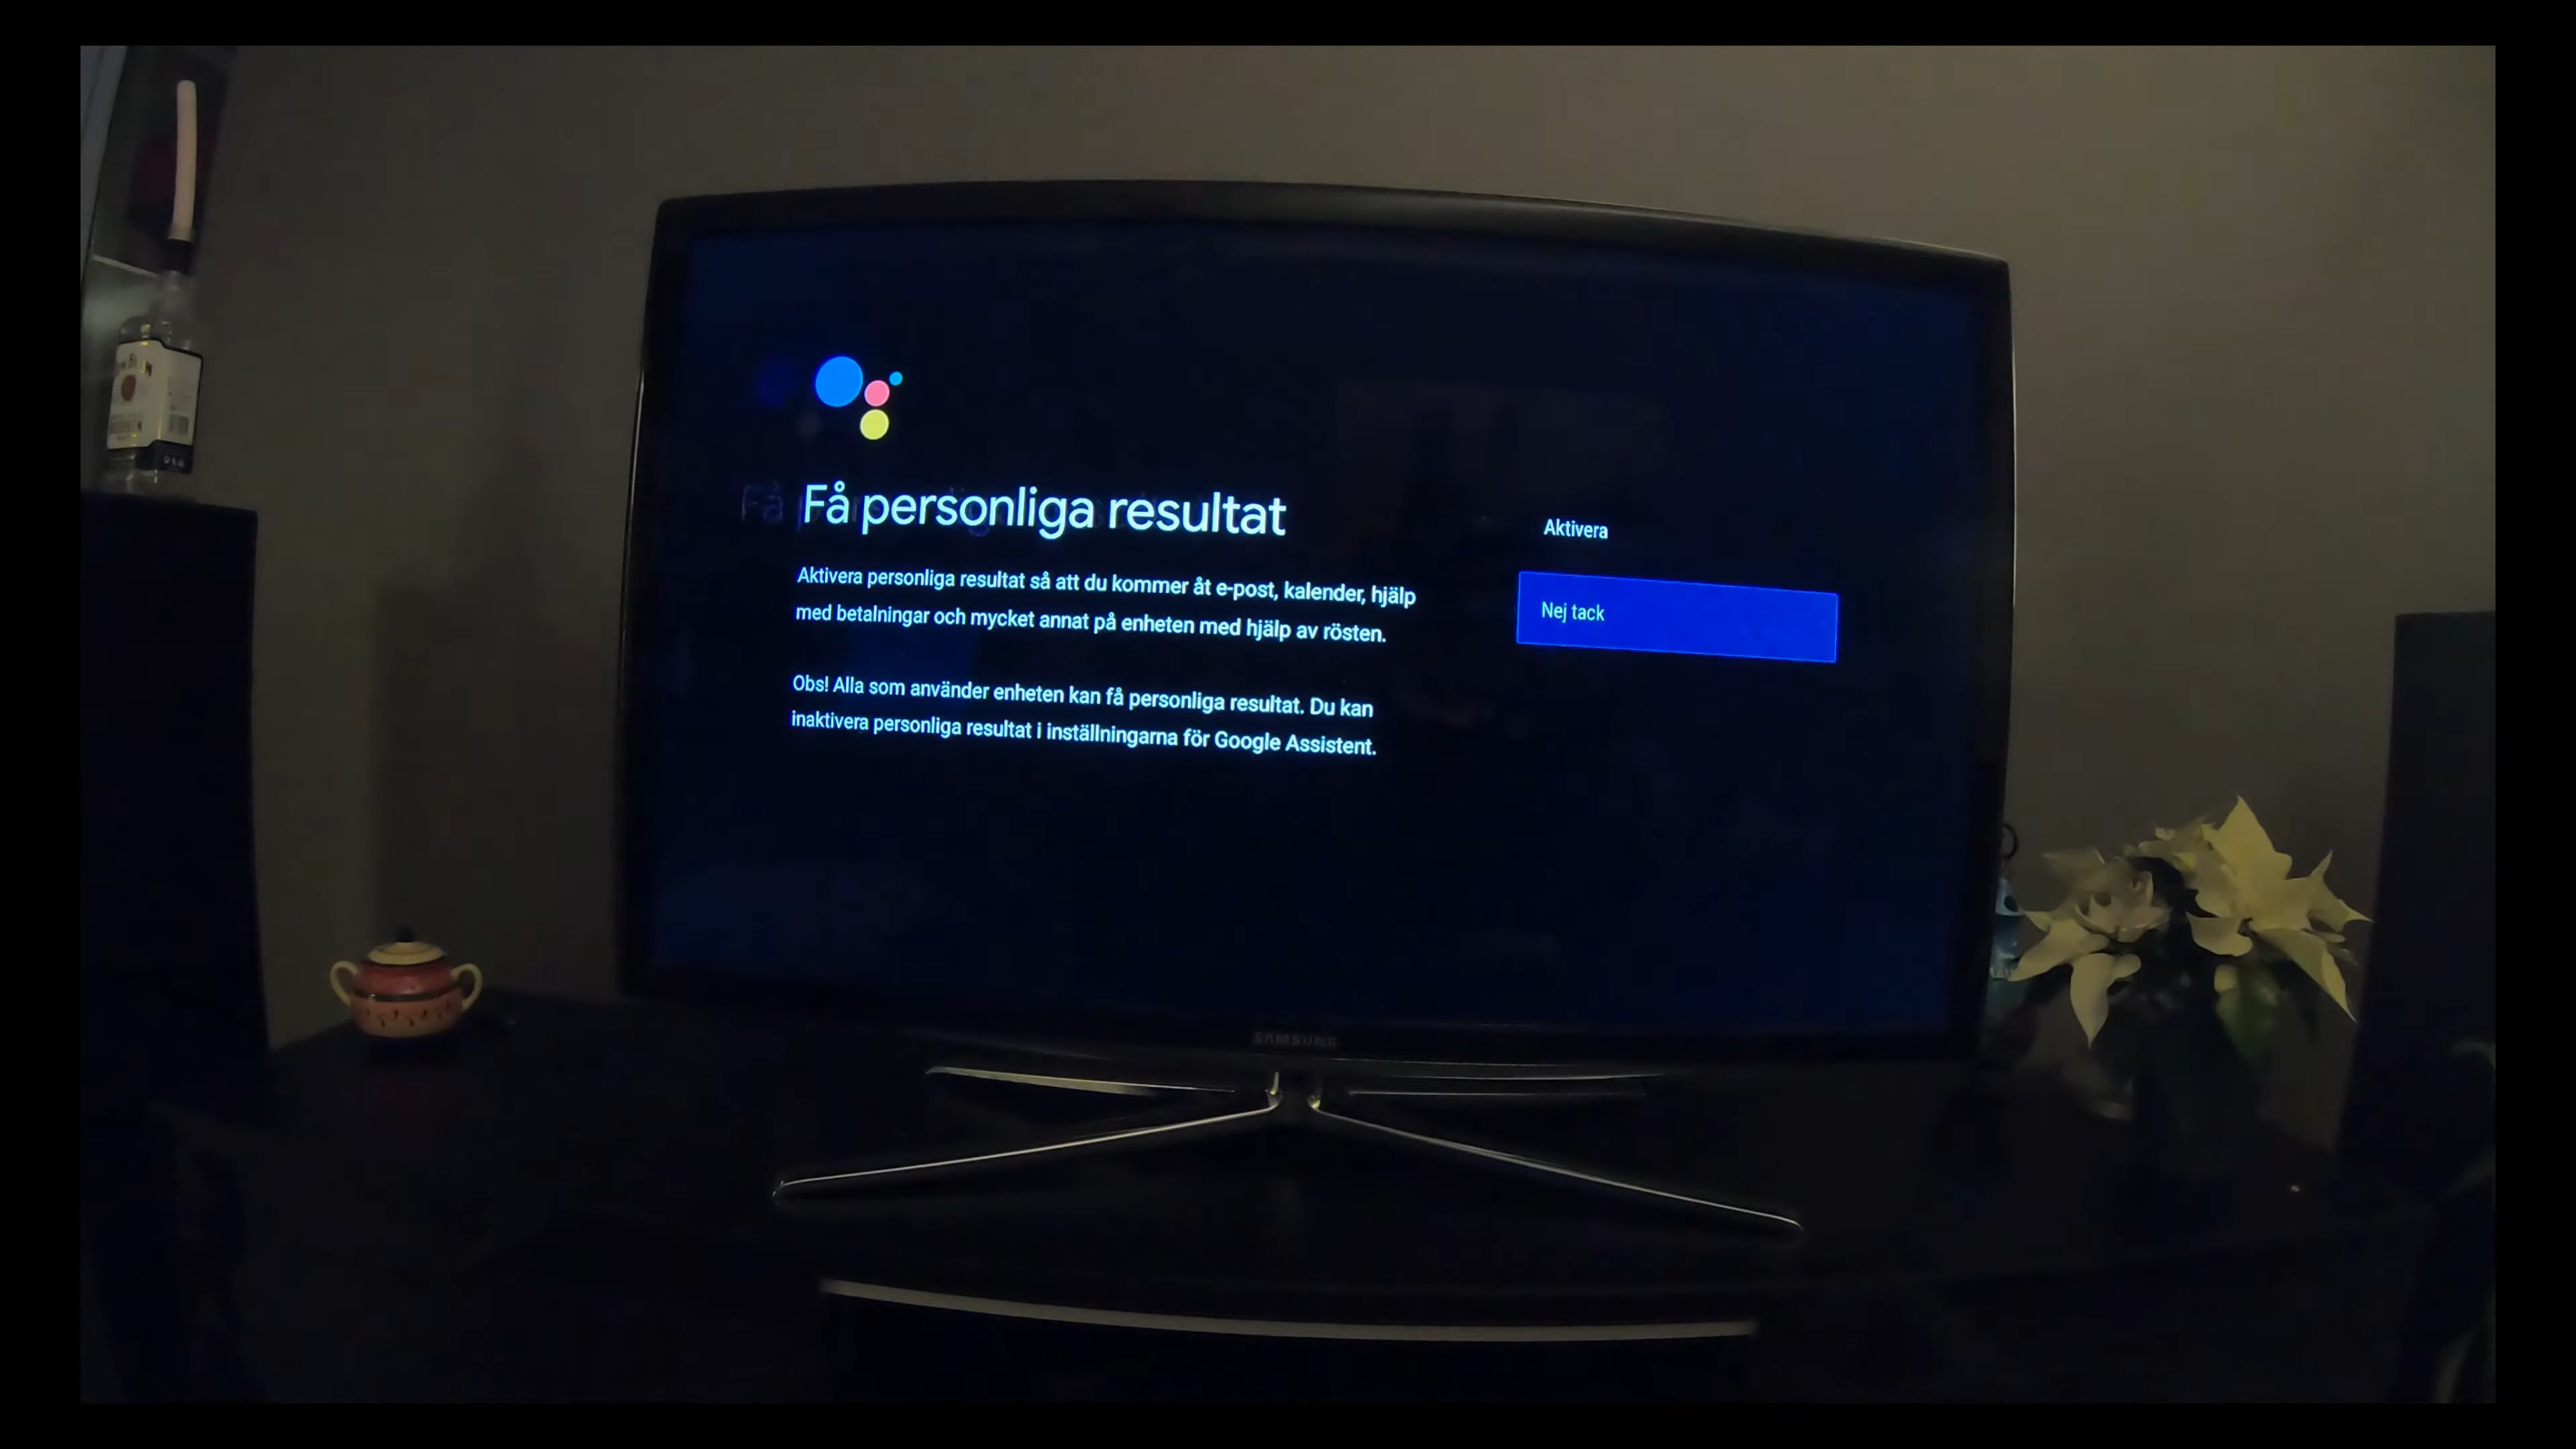 Få personliga resultat
Aktivera personliga resultat så att du kommer åt e-post, kalender, hjälp
med betalningar och mycket annat på enheten med hjälp av rösten.
Obs! Alla som använder enheten kan få personliga resultat. Du kan
inaktivera personliga resultat i inställningarna för Google Assistent.
Aktivera
Nej tack
SAMSUNG